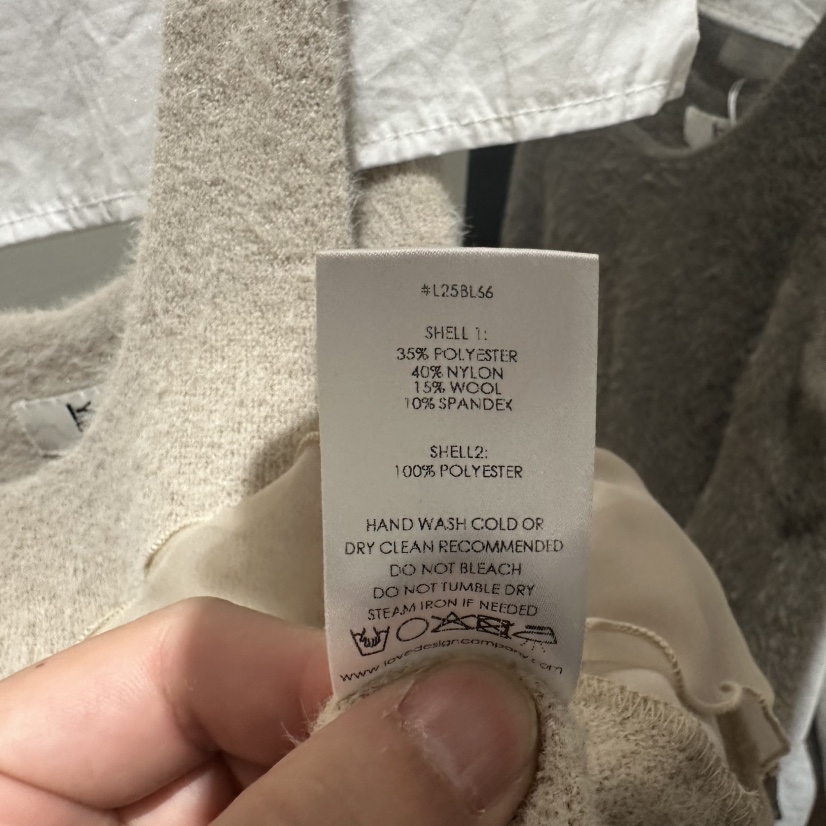 #L25BL66
SHELL 1:
35% POLYESTER
40% NYLON
15% WOOL
10% SPANDEX
SHELL2:
100% POLYESTER
HAND WASH COLD OR
DRY CLEAN RECOMMENDED
DO NOT BLEACH
DO NOT TUMBLE DRY
STEAM IRON IF NEEDED
www.lovedesigncompany.com
K